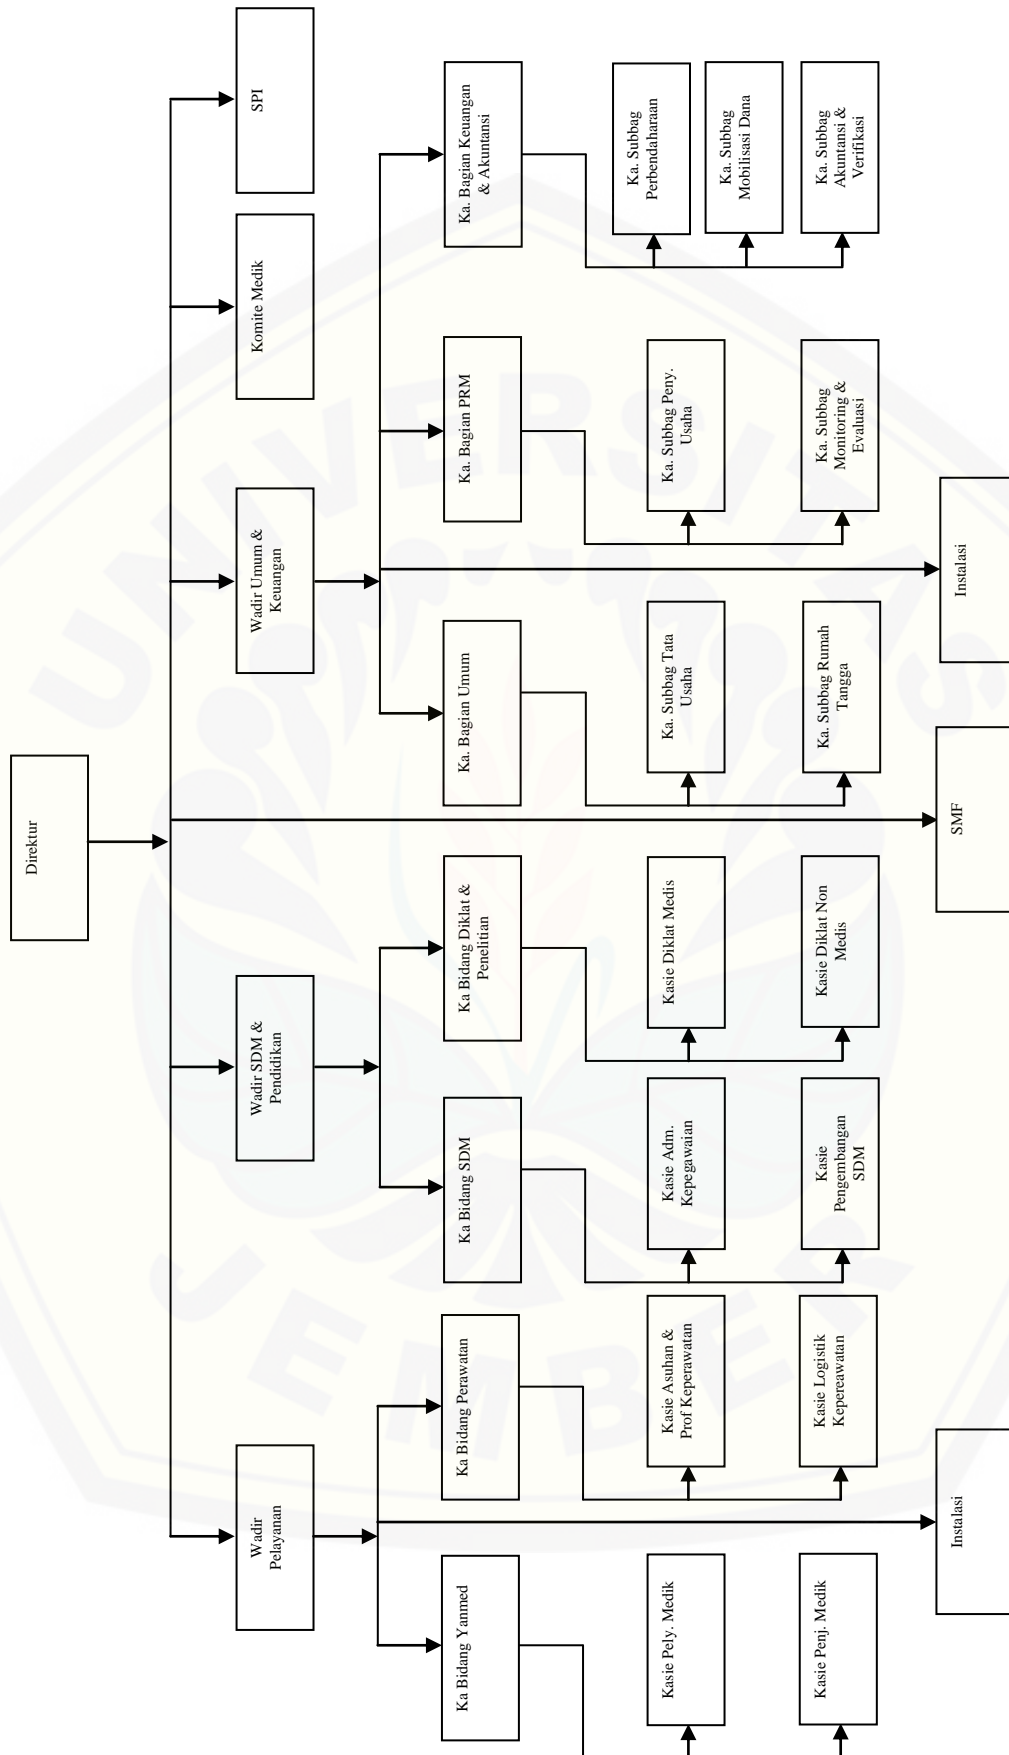 Direktur
Wadir
Pelayanan
Wadir SDM &
Pendidikan
Wadir Umum &
Keuangan
Komite Medik
SPI
Ka Bidang Yanmed
Ka Bidang Perawatan
Ka Bidang SDM
Ka Bidang Diklat &
Penelitian
Ka. Bagian Umum
Ka. Bagian PRM
Ka. Bagian Keuangan
& Akuntansi
Kasie Pely. Medik
Kasie Asuhan &
Prof Keperawatan
Kasie Adm.
Kepegawaian
Kasie Diklat Medis
Ka. Subbag Tata
Usaha
Ka. Subbag Peny.
Usaha
Ka. Subbag
Perbendaharaan
Ka. Subbag
Mobilisasi Dana
Kasie Penj. Medik
Kasie Logistik
Kepereawatan
Kasie
Pengembangan
SDM
Kasie Diklat Non
Medis
Ka. Subbag Rumah
Tangga
Ka. Subbag
Monitoring &
Evaluasi
Ka. Subbag
Akuntansi &
Verifikasi
Instalasi
SMF
Instalasi
UNIVERSITAS
JEMBER